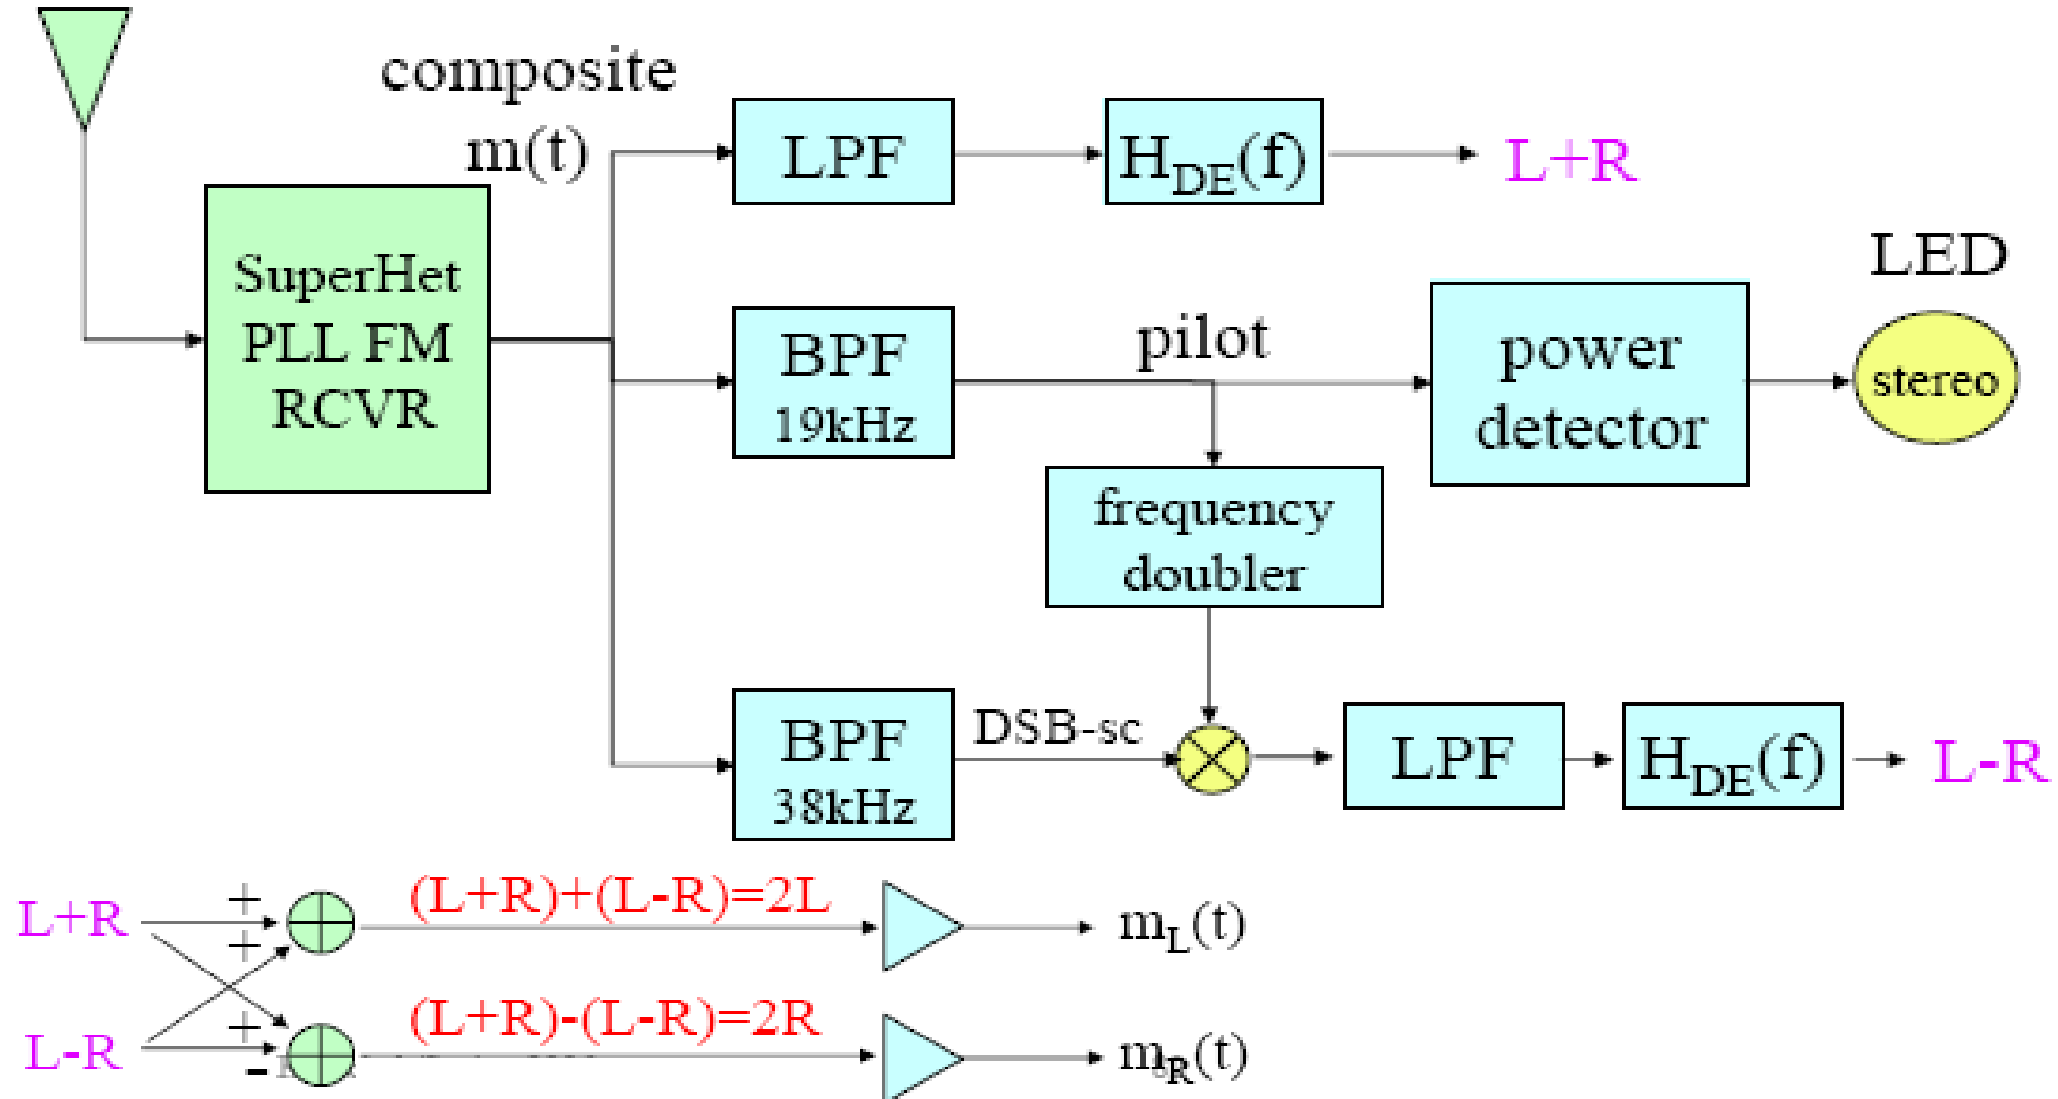 composite
m(t)
LPF
H_DE(f)
L+R
SuperHet
PLL FM
RCVR
BPF
19kHz
pilot
power
detector
LED
stereo
frequency
doubler
BPF
38kHz
DSB-sc
LPF
H_DE(f)
L-R
L+R
+
+
(L+R)+(L-R)=2L
m_L(t)
L-R
+
-
(L+R)-(L-R)=2R
m_R(t)